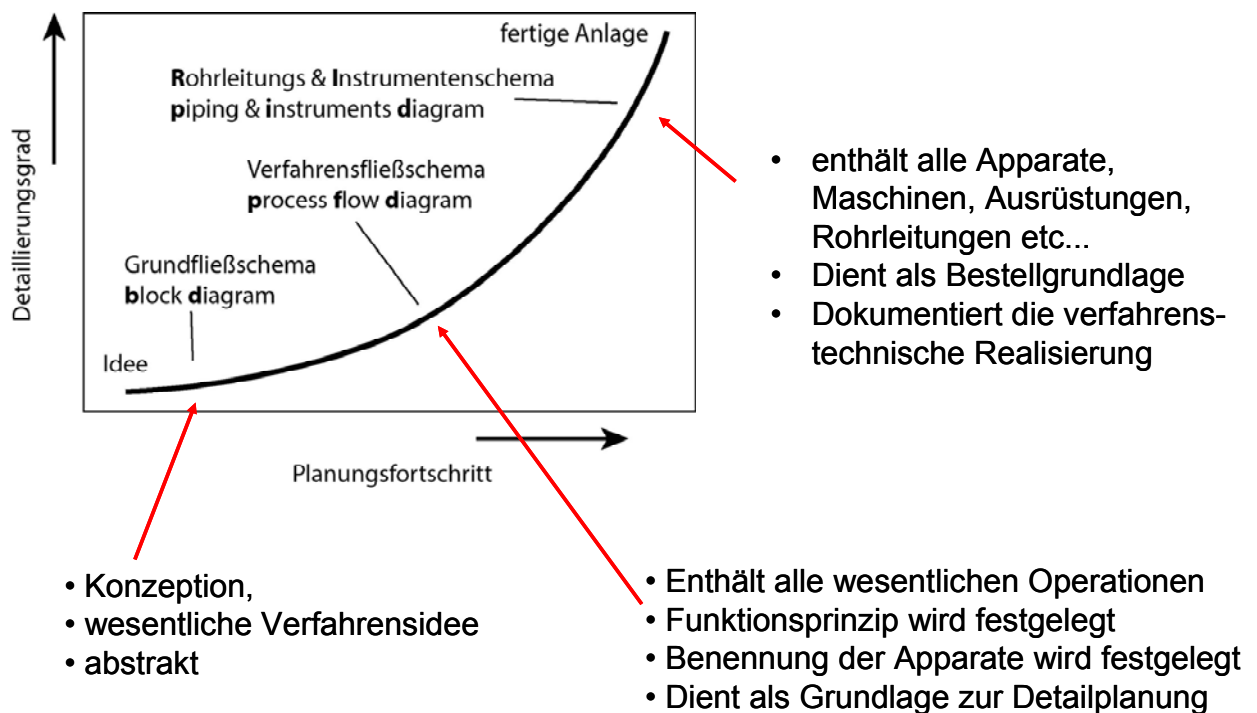 fertige Anlage
Rohrleitungs & Instrumentenschema
piping & instruments diagram
Verfahrensfließschema
process flow diagram
Grundfließschema
block diagram
Idee
Detaillierungsgrad
Planungsfortschritt
• enthält alle Apparate,
Maschinen, Ausrüstungen,
Rohrleitungen etc...
• Dient als Bestellgrundlage
• Dokumentiert die verfahrens-
technische Realisierung
• Konzeption,
• wesentliche Verfahrensidee
• abstrakt
• Enthält alle wesentlichen Operationen
• Funktionsprinzip wird festgelegt
• Benennung der Apparate wird festgelegt
• Dient als Grundlage zur Detailplanung